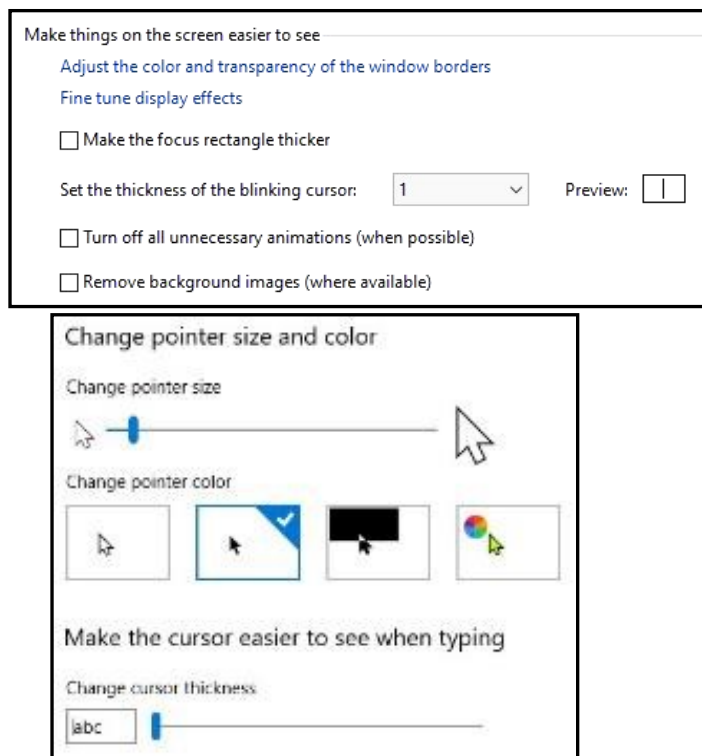 Make things on the screen easier to see
Adjust the color and transparency of the window borders
Fine tune display effects
Make the focus rectangle thicker
Set the thickness of the blinking cursor: 1 Preview:
Turn off all unnecessary animations (when possible)
Remove background images (where available)
Change pointer size and color
Change pointer size
Change pointer color
Make the cursor easier to see when typing
Change cursor thickness
abc